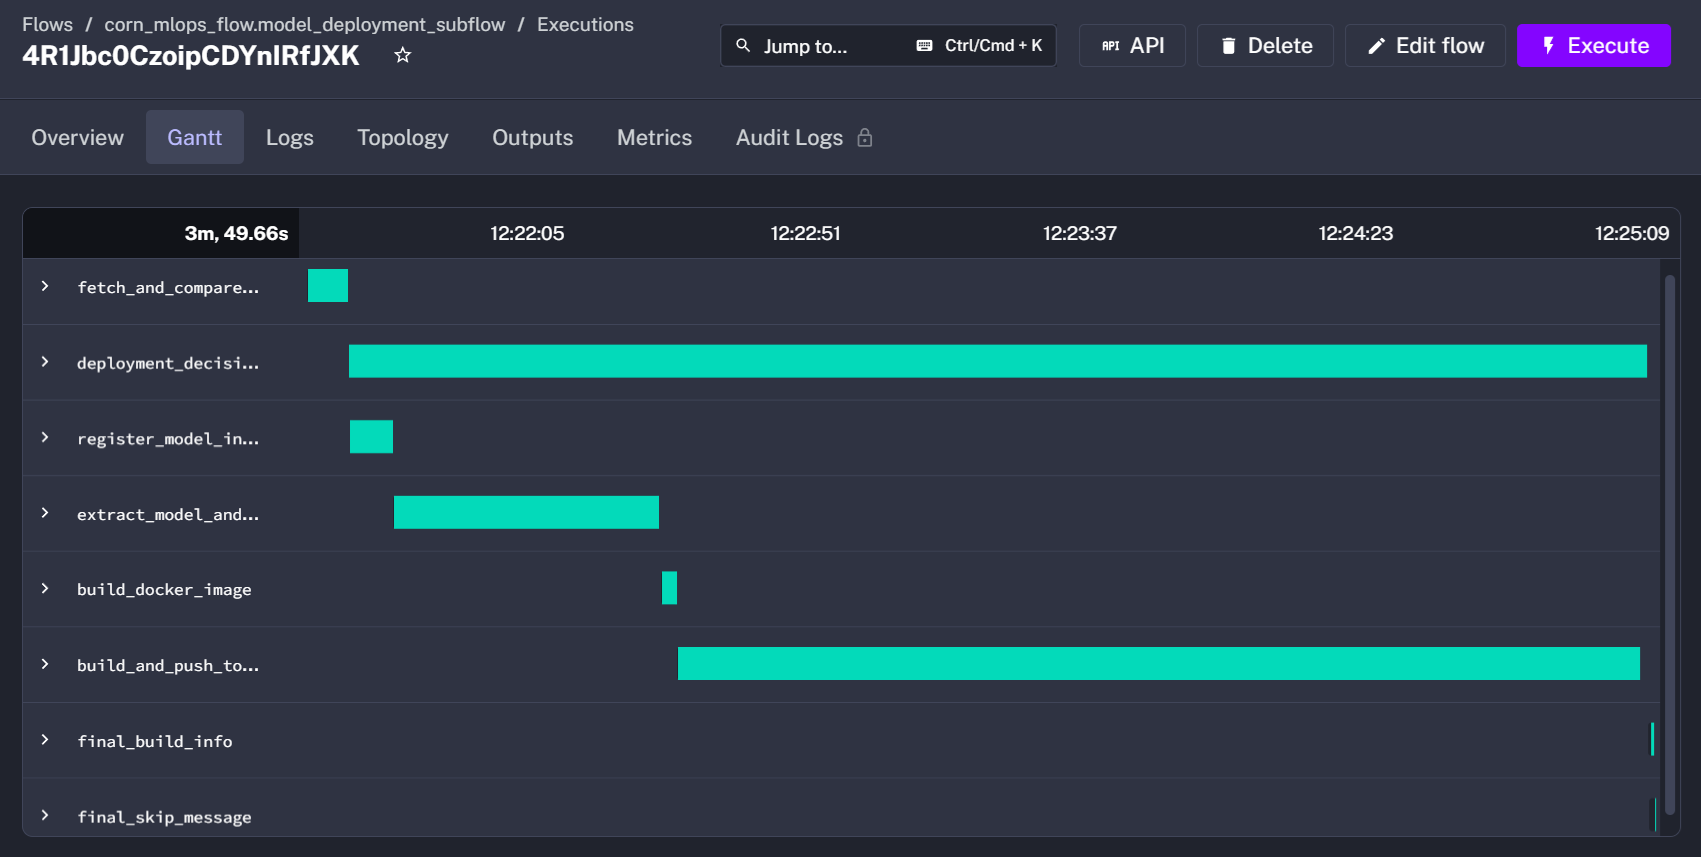 Flows / corn_mlops_flow.model_deployment_subflow / Executions
4R1Jbc0CzoipCDYnIRfJXK
Jump to... Ctrl/Cmd + K
API API
Delete
Edit flow
Execute
Overview Gantt Logs Topology Outputs Metrics Audit Logs
3m, 49.66s 12:22:05 12:22:51 12:23:37 12:24:23 12:25:09
fetch_and_compare...
deployment_decisi...
register_model_in...
extract_model_and...
build_docker_image
build_and_push_to...
final_build_info
final_skip_message